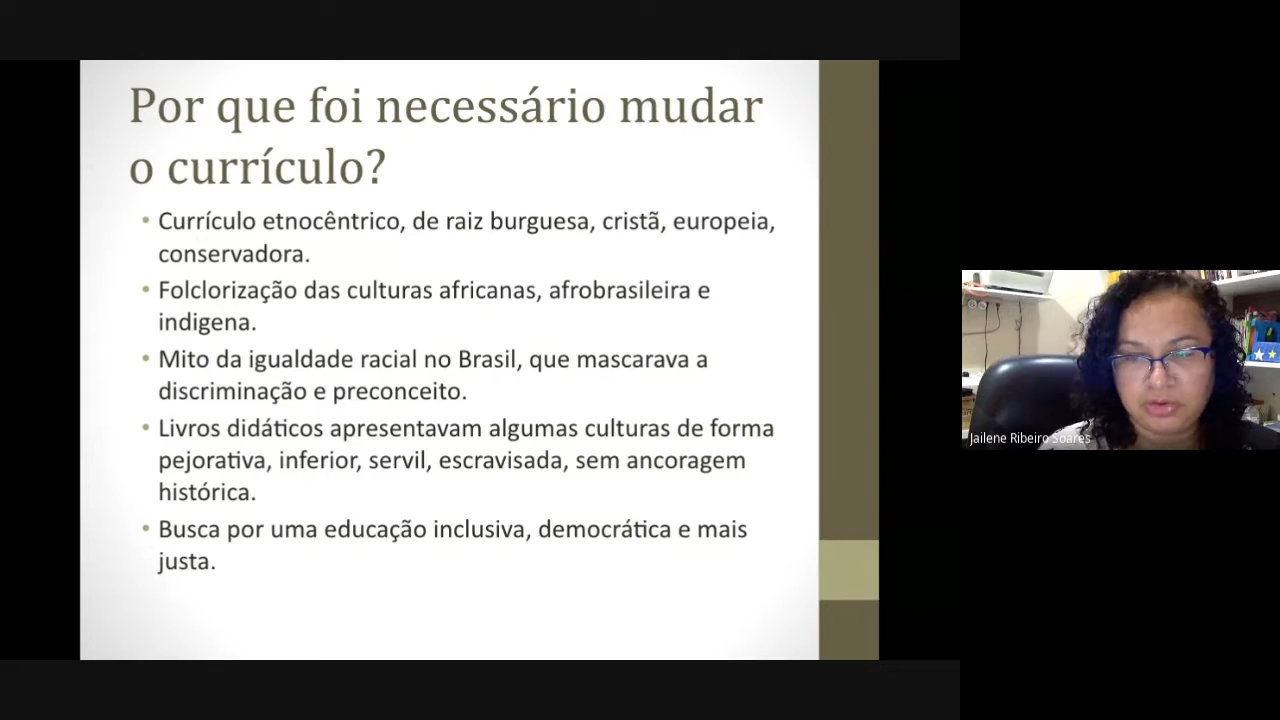 Por que foi necessário mudar
o currículo?
• Currículo etnocêntrico, de raiz burguesa, cristã, europeia,
conservadora.
• Folclorização das culturas africanas, afrobrasileira e
indigena.
• Mito da igualdade racial no Brasil, que mascarava a
discriminação e preconceito.
• Livros didáticos apresentavam algumas culturas de forma
pejorativa, inferior, servil, escravisada, sem ancoragem
histórica.
• Busca por uma educação inclusiva, democrática e mais
justa.
Jailene Ribeiro Soares